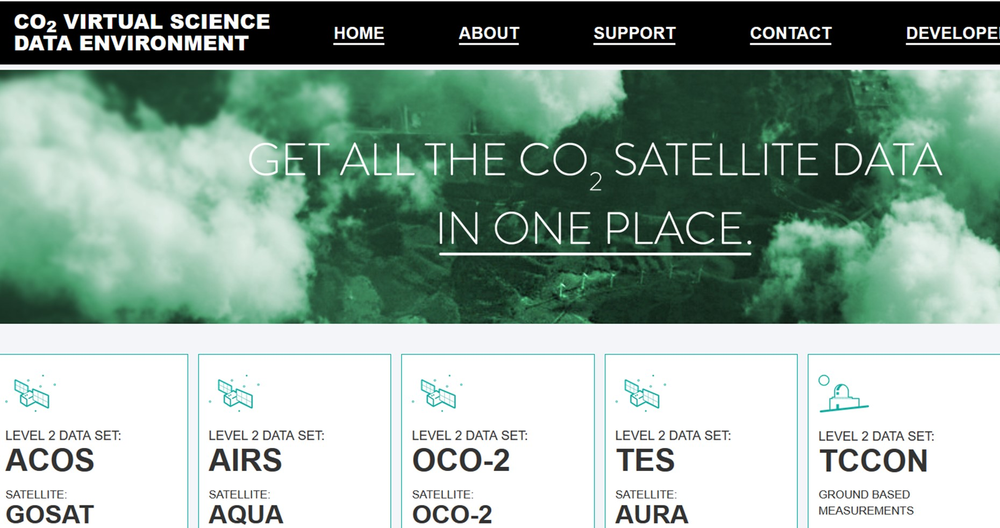 CO₂ VIRTUAL SCIENCE
DATA ENVIRONMENT
HOME ABOUT SUPPORT CONTACT
GET ALL THE CO₂ SATELLITE DATA
IN ONE PLACE.
LEVEL 2 DATA SET:
ACOS
SATELLITE:
GOSAT
LEVEL 2 DATA SET:
AIRS
SATELLITE:
AQUA
LEVEL 2 DATA SET:
OCO-2
SATELLITE:
OCO-2
LEVEL 2 DATA SET:
TES
SATELLITE:
AURA
LEVEL 2 DATA SET:
TCCON
GROUND BASED
MEASUREMENTS